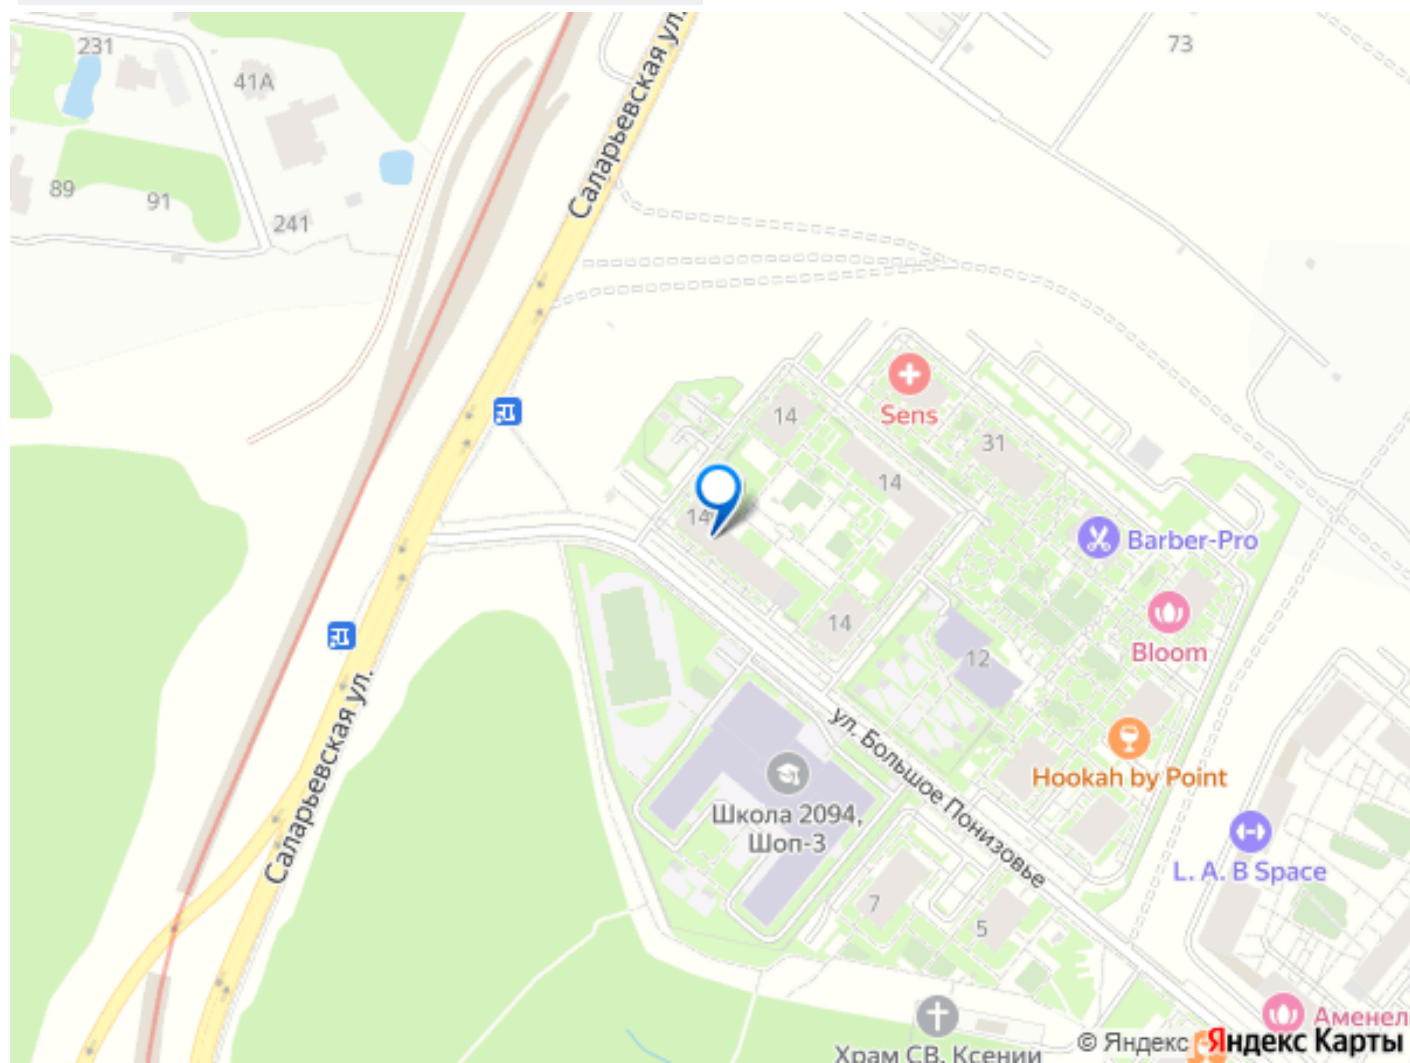 231
41А
73
Саларьевская ул.
89
91
241
Sens
14
31
14
14
Barber-Pro
Bloom
14
12
ул. Большое Понизовье
Hookah by Point
Саларьевская ул.
Школа 2094,
Шоп-3
L. A. B Space
7
5
Аменел
Храм СВ. Ксении
© Яндекс Яндекс Карты